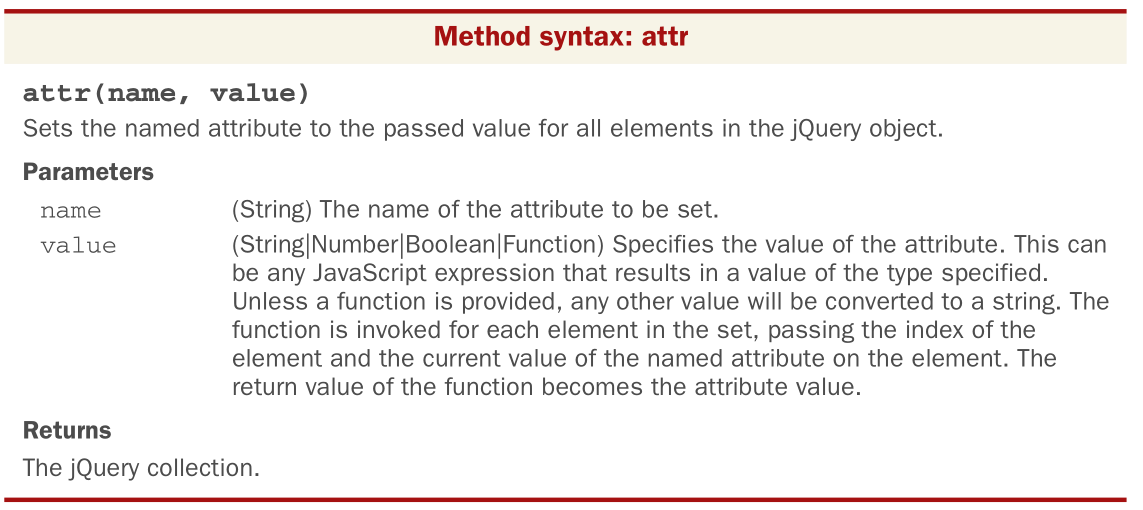 Method syntax: attr
attr(name, value)
Sets the named attribute to the passed value for all elements in the jQuery object.
Parameters
name (String) The name of the attribute to be set.
value (String|Number|Boolean|Function) Specifies the value of the attribute. This can
be any JavaScript expression that results in a value of the type specified.
Unless a function is provided, any other value will be converted to a string. The
function is invoked for each element in the set, passing the index of the
element and the current value of the named attribute on the element. The
return value of the function becomes the attribute value.
Returns
The jQuery collection.